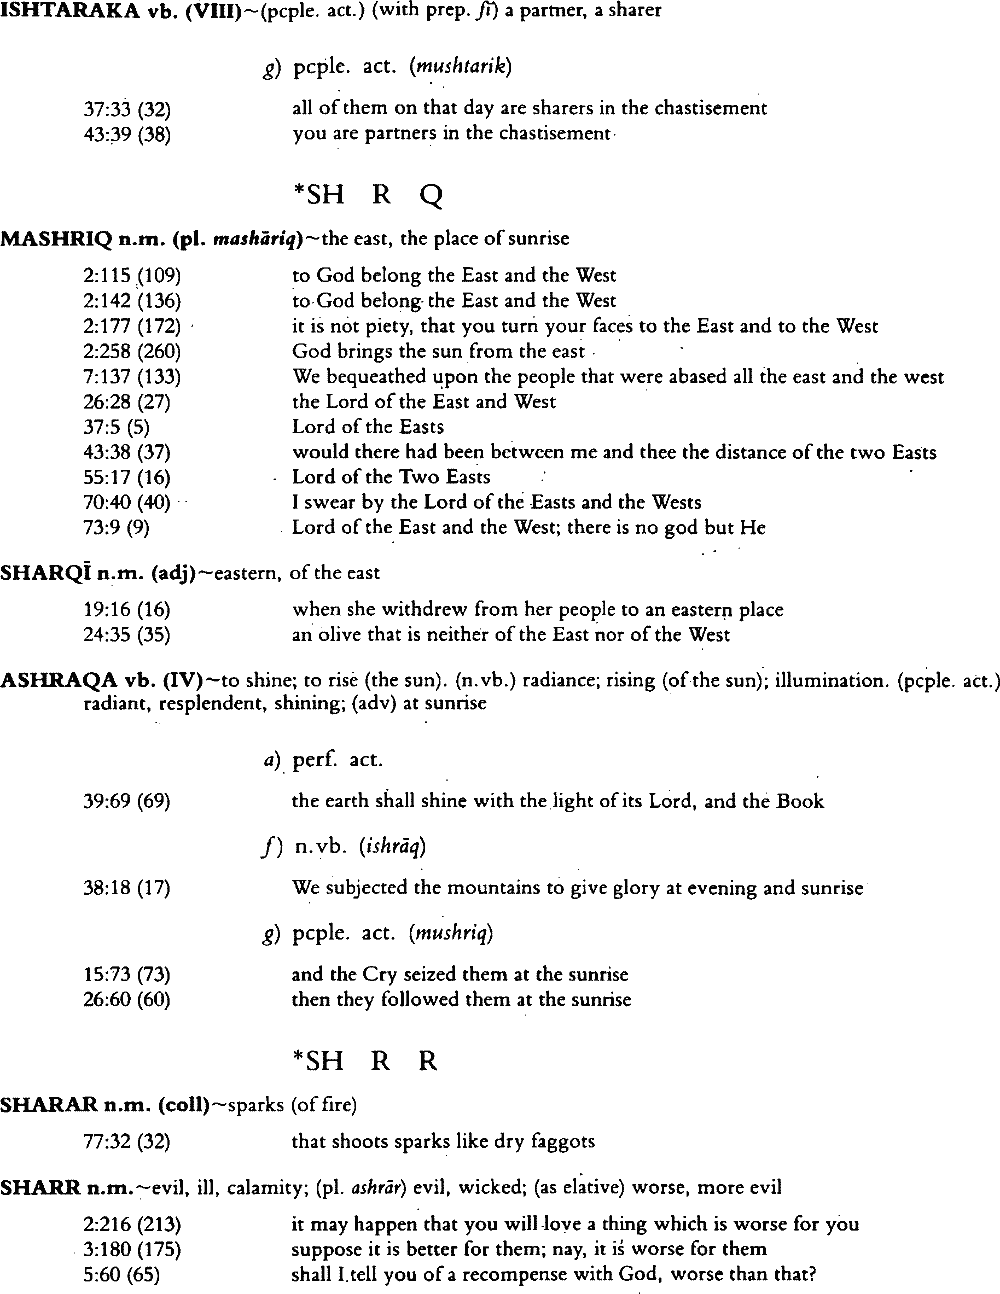 ISHTARAKA vb. (VIII)~(pcple. act.) (with prep. fī) a partner, a sharer
g) pcple. act. (mushtarik)
37:33 (32) all of them on that day are sharers in the chastisement
43:39 (38) you are partners in the chastisement
*SH R Q
MASHRIQ n.m. (pl. mashāriq)~the east, the place of sunrise
2:115 (109) to God belong the East and the West
2:142 (136) to God belong the East and the West
2:177 (172) it is not piety, that you turn your faces to the East and to the West
2:258 (260) God brings the sun from the east
7:137 (133) We bequeathed upon the people that were abased all the east and the west
26:28 (27) the Lord of the East and West
37:5 (5) Lord of the Easts
43:38 (37) would there had been between me and thee the distance of the two Easts
55:17 (16) Lord of the Two Easts
70:40 (40) I swear by the Lord of the Easts and the Wests
73:9 (9) Lord of the East and the West; there is no god but He
SHARQĪ n.m. (adj)~eastern, of the east
19:16 (16) when she withdrew from her people to an eastern place
24:35 (35) an olive that is neither of the East nor of the West
ASHRAQA vb. (IV)~to shine; to rise (the sun). (n.vb.) radiance; rising (of the sun); illumination. (pcple. act.)
radiant, resplendent, shining; (adv) at sunrise
a) perf. act.
39:69 (69) the earth shall shine with the light of its Lord, and the Book
f) n.vb. (ishrāq)
38:18 (17) We subjected the mountains to give glory at evening and sunrise
g) pcple. act. (mushriq)
15:73 (73) and the Cry seized them at the sunrise
26:60 (60) then they followed them at the sunrise
*SH R R
SHARAR n.m. (coll)~sparks (of fire)
77:32 (32) that shoots sparks like dry faggots
SHARR n.m.~evil, ill, calamity; (pl. ashrār) evil, wicked; (as elative) worse, more evil
2:216 (213) it may happen that you will love a thing which is worse for you
3:180 (175) suppose it is better for them; nay, it is worse for them
5:60 (65) shall I tell you of a recompense with God, worse than that?